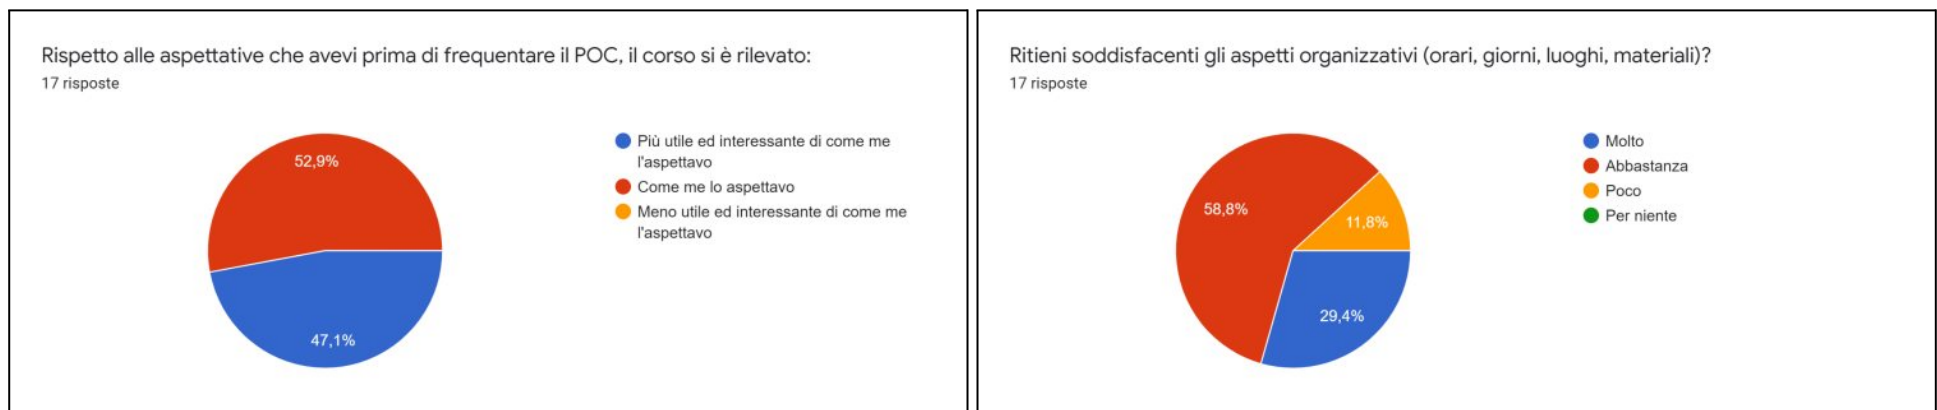 Rispetto alle aspettative che avevi prima di frequentare il POC, il corso si è rilevato:
17 risposte
52,9%
47,1%
Più utile ed interessante di come me
l'aspettavo
Come me lo aspettavo
Meno utile ed interessante di come me
l'aspettavo
Ritieni soddisfacenti gli aspetti organizzativi (orari, giorni, luoghi, materiali)?
17 risposte
58,8%
11,8%
29,4%
Molto
Abbastanza
Poco
Per niente